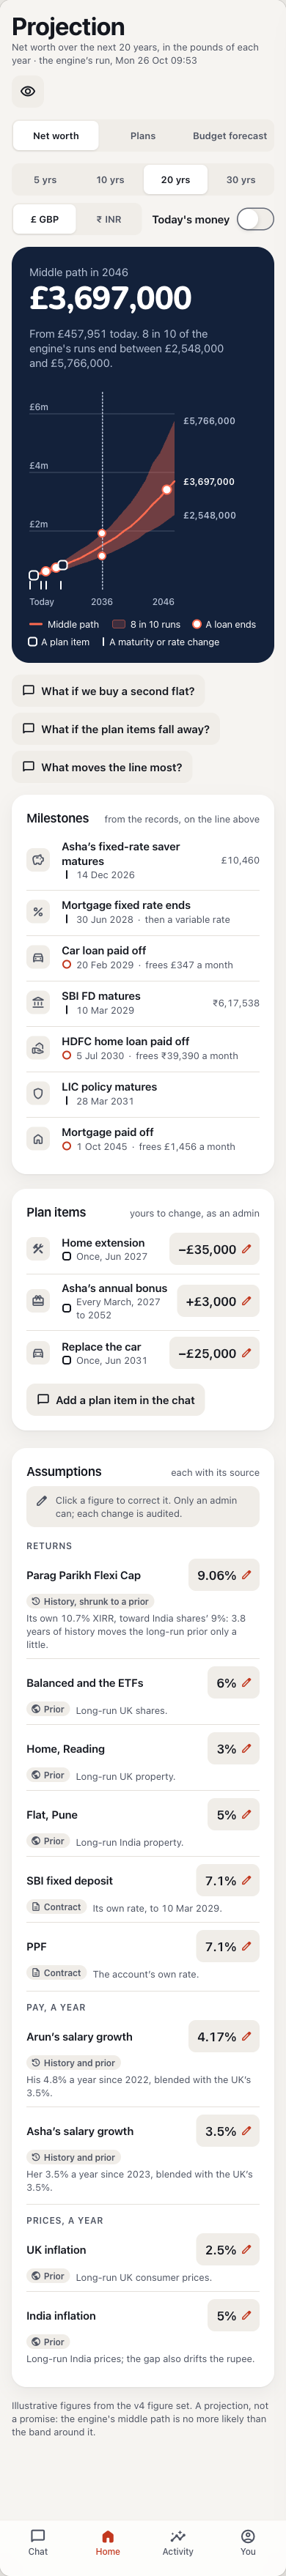 Projection
Net worth over the next 20 years, in the pounds of each
year · the engine's run, Mon 26 Oct 09:53
Net worth
Plans
Budget forecast
5 yrs
10 yrs
20 yrs
30 yrs
£ GBP
₹ INR
Today's money
Middle path in 2046
£3,697,000
From £457,951 today. 8 in 10 of the
engine's runs end between £2,548,000
and £5,766,000.
£6m
£5,766,000
£4m
£3,697,000
£2,548,000
£2m
Today
2036
2046
Middle path
8 in 10 runs
A loan ends
A plan item
A maturity or rate change
What if we buy a second flat?
What if the plan items fall away?
What moves the line most?
Milestones
from the records, on the line above
Asha's fixed-rate saver
matures
14 Dec 2026
£10,460
Mortgage fixed rate ends
30 Jun 2028 · then a variable rate
Car loan paid off
20 Feb 2029 · frees £347 a month
SBI FD matures
10 Mar 2029
₹6,17,538
HDFC home loan paid off
5 Jul 2030 · frees ₹39,390 a month
LIC policy matures
28 Mar 2031
Mortgage paid off
1 Oct 2045 · frees £1,456 a month
Plan items
yours to change, as an admin
Home extension
Once, Jun 2027
−£35,000
Asha's annual bonus
Every March, 2027
to 2052
+£3,000
Replace the car
Once, Jun 2031
−£25,000
Add a plan item in the chat
Assumptions
each with its source
Click a figure to correct it. Only an admin
can; each change is audited.
RETURNS
Parag Parikh Flexi Cap
9.06%
History, shrunk to a prior
Its own 10.7% XIRR, toward India shares' 9%: 3.8
years of history moves the long-run prior only a
little.
Balanced and the ETFs
6%
Prior
Long-run UK shares.
Home, Reading
3%
Prior
Long-run UK property.
Flat, Pune
5%
Prior
Long-run India property.
SBI fixed deposit
7.1%
Contract
Its own rate, to 10 Mar 2029.
PPF
7.1%
Contract
The account's own rate.
PAY, A YEAR
Arun's salary growth
4.17%
History and prior
His 4.8% a year since 2022, blended with the UK's
3.5%.
Asha's salary growth
3.5%
History and prior
Her 3.5% a year since 2023, blended with the UK's
3.5%.
PRICES, A YEAR
UK inflation
2.5%
Prior
Long-run UK consumer prices.
India inflation
5%
Prior
Long-run India prices; the gap also drifts the rupee.
Illustrative figures from the v4 figure set. A projection, not
a promise: the engine's middle path is no more likely than
the band around it.
Chat
Home
Activity
You